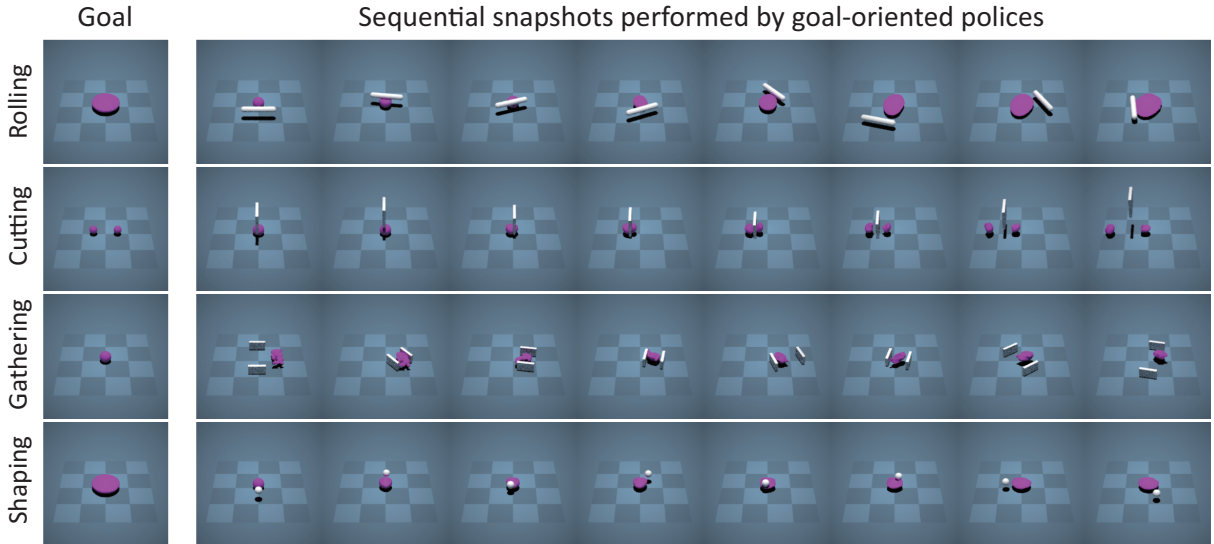 Goal
Sequential snapshots performed by goal-oriented polices
Rolling
Cutting
Gathering
Shaping